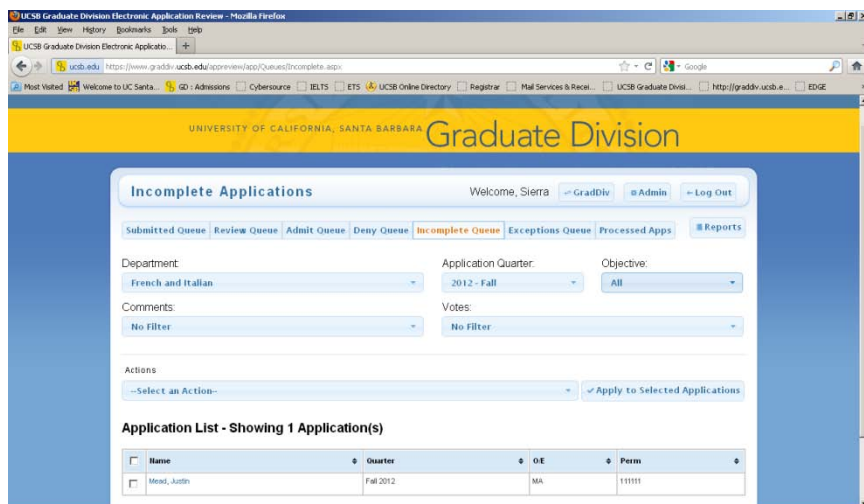 UCSB Graduate Division Electronic Application Review - Mozilla Firefox
File Edit View History Bookmarks Tools Help
UCSB Graduate Division Electronic Applicatio... +
ucsb.edu https://www.graddiv.ucsb.edu/appreview/app/Queues/Incomplete.aspx Google
Most Visited Welcome to UC Santa... GD : Admissions Cybersource IELTS ETS UCSB Online Directory Registrar Mail Services & Recei... UCSB Graduate Divisi... http://graddiv.ucsb.e... EDGE
UNIVERSITY OF CALIFORNIA, SANTA BARBARA Graduate Division
Incomplete Applications Welcome, Sierra GradDiv Admin Log Out
Submitted Queue Review Queue Admit Queue Deny Queue Incomplete Queue Exceptions Queue Processed Apps Reports
Department: Application Quarter: Objective:
French and Italian 2012 - Fall All
Comments: Votes:
No Filter No Filter
Actions
--Select an Action-- Apply to Selected Applications
Application List - Showing 1 Application(s)
Name Quarter O/E Perm
Mead, Justin Fall 2012 MA 111111